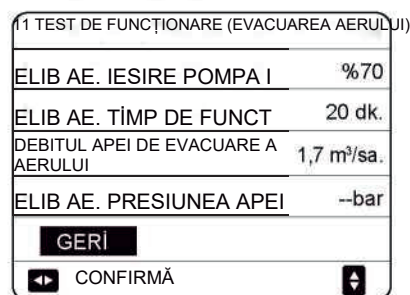 11 TEST DE FUNCȚIONARE (EVACUAREA AERULUI)
ELIB AE. IESIRE POMPA I %70
ELIB AE. TİMP DE FUNCT 20 dk.
DEBITUL APEI DE EVACUARE A
AERULUI 1,7 m³/sa.
ELIB AE. PRESIUNEA APEI --bar
GERİ
CONFIRMĂ